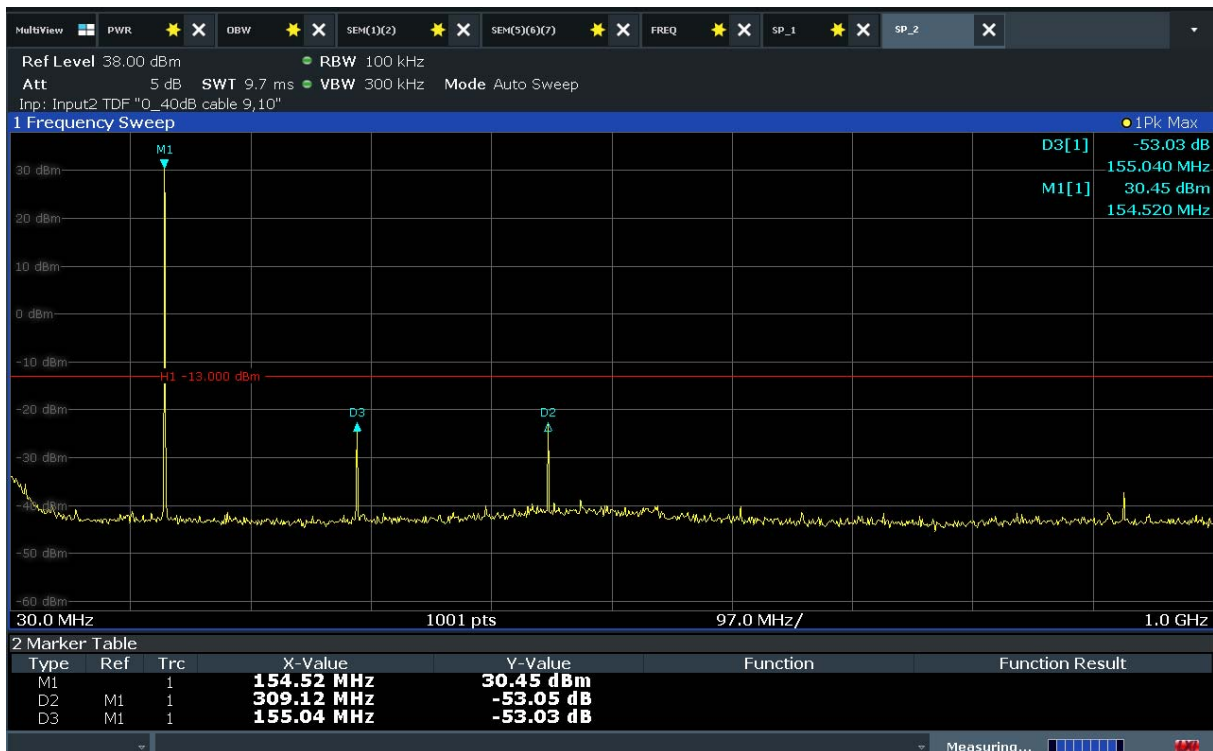 MultiView PWR OBW SEM(1)(2) SEM(5)(6)(7) FREQ SP_1 SP_2
Ref Level 38.00 dBm RBW 100 kHz
Att 5 dB SWT 9.7 ms VBW 300 kHz Mode Auto Sweep
Inp: Input2 TDF "0_40dB cable 9,10"
1 Frequency Sweep 1Pk Max
M1 D3[1] -53.03 dB
30 dBm 155.040 MHz
M1[1] 30.45 dBm
20 dBm 154.520 MHz
10 dBm
0 dBm
-10 dBm
H1 -13.000 dBm
-20 dBm D3 D2
-30 dBm
-40 dBm
-50 dBm
-60 dBm
30.0 MHz 1001 pts 97.0 MHz/ 1.0 GHz
2 Marker Table
Type Ref Trc X-Value Y-Value Function Function Result
M1 1 154.52 MHz 30.45 dBm
D2 M1 1 309.12 MHz -53.05 dB
D3 M1 1 155.04 MHz -53.03 dB
Measuring...